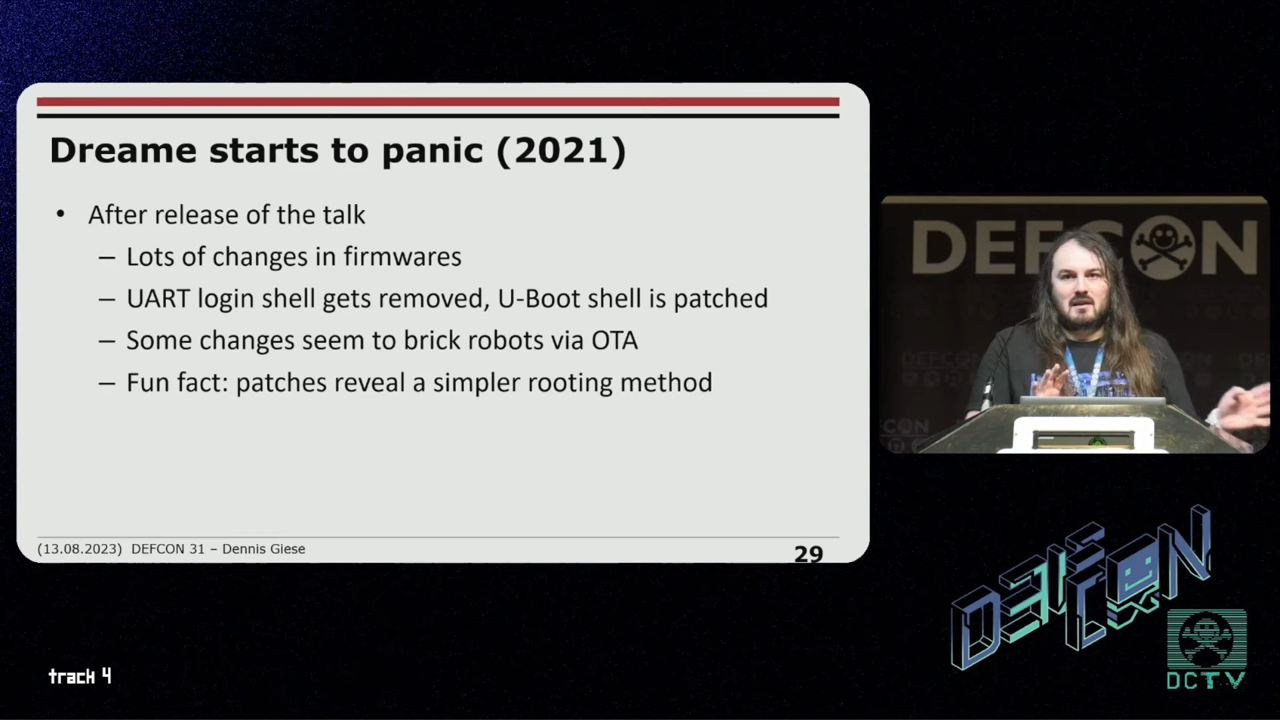 Dreame starts to panic (2021)
• After release of the talk
– Lots of changes in firmwares
– UART login shell gets removed, U-Boot shell is patched
– Some changes seem to brick robots via OTA
– Fun fact: patches reveal a simpler rooting method
(13.08.2023) DEFCON 31 – Dennis Giese
29
DEFCON
DEFCON
DCTV
track 4